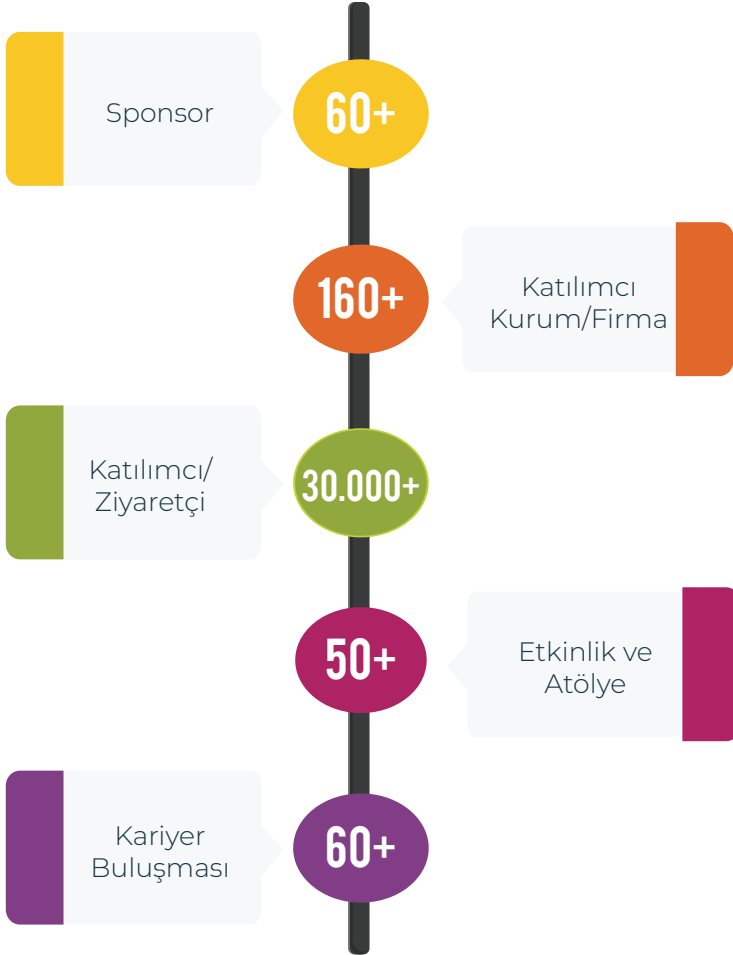 Sponsor
60+
160+
Katılımcı
Kurum/Firma
Katılımcı/
Ziyaretçi
30.000+
50+
Etkinlik ve
Atölye
Kariyer
Buluşması
60+